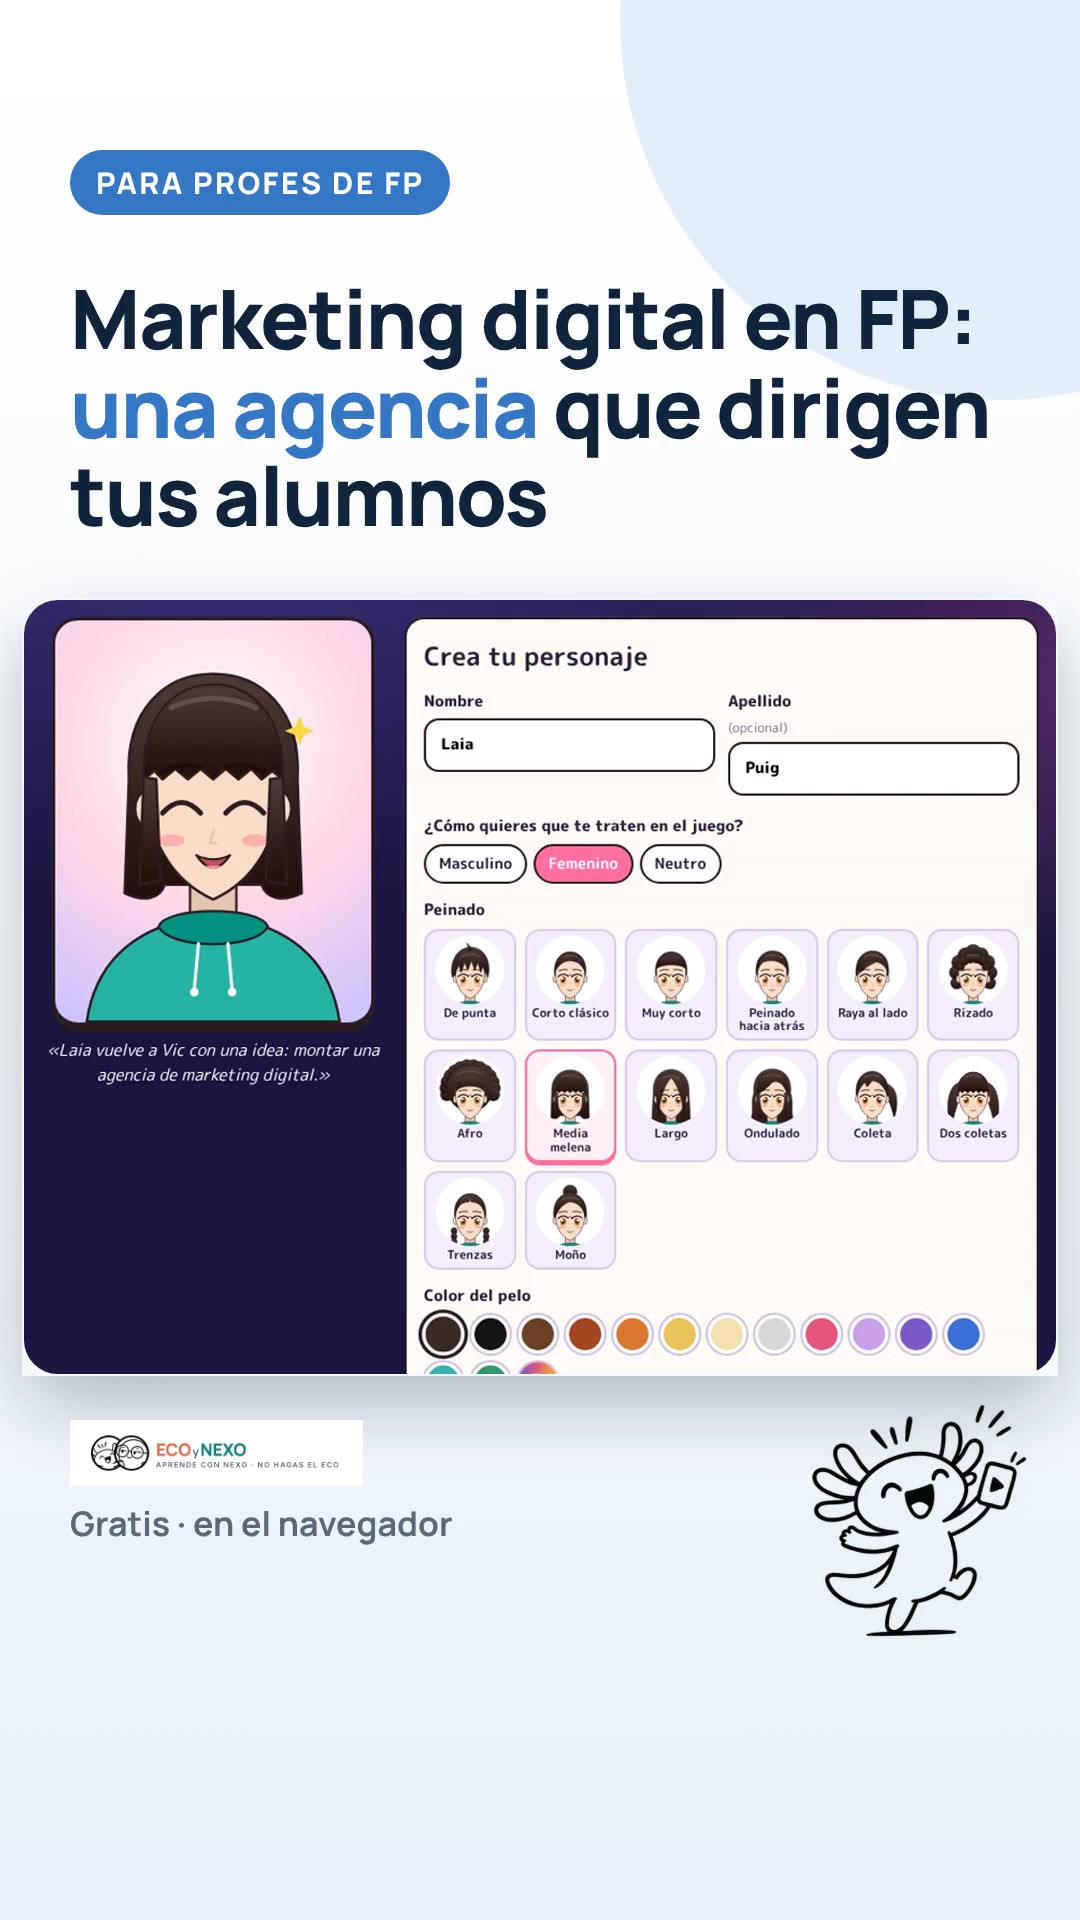 PARA PROFES DE FP
Marketing digital en FP:
una agencia que dirigen
tus alumnos
Crea tu personaje
Nombre
Apellido
(opcional)
Laia
Puig
¿Cómo quieres que te traten en el juego?
Masculino
Femenino
Neutro
Peinado
De punta
Corto clásico
Muy corto
Peinado
hacia atrás
Raya al lado
Rizado
«Laia vuelve a Vic con una idea: montar una
agencia de marketing digital.»
Afro
Media
melena
Largo
Ondulado
Coleta
Dos coletas
Trenzas
Moño
Color del pelo
ECOyNEXO
APRENDE CON NEXO · NO HAGAS EL ECO
Gratis · en el navegador